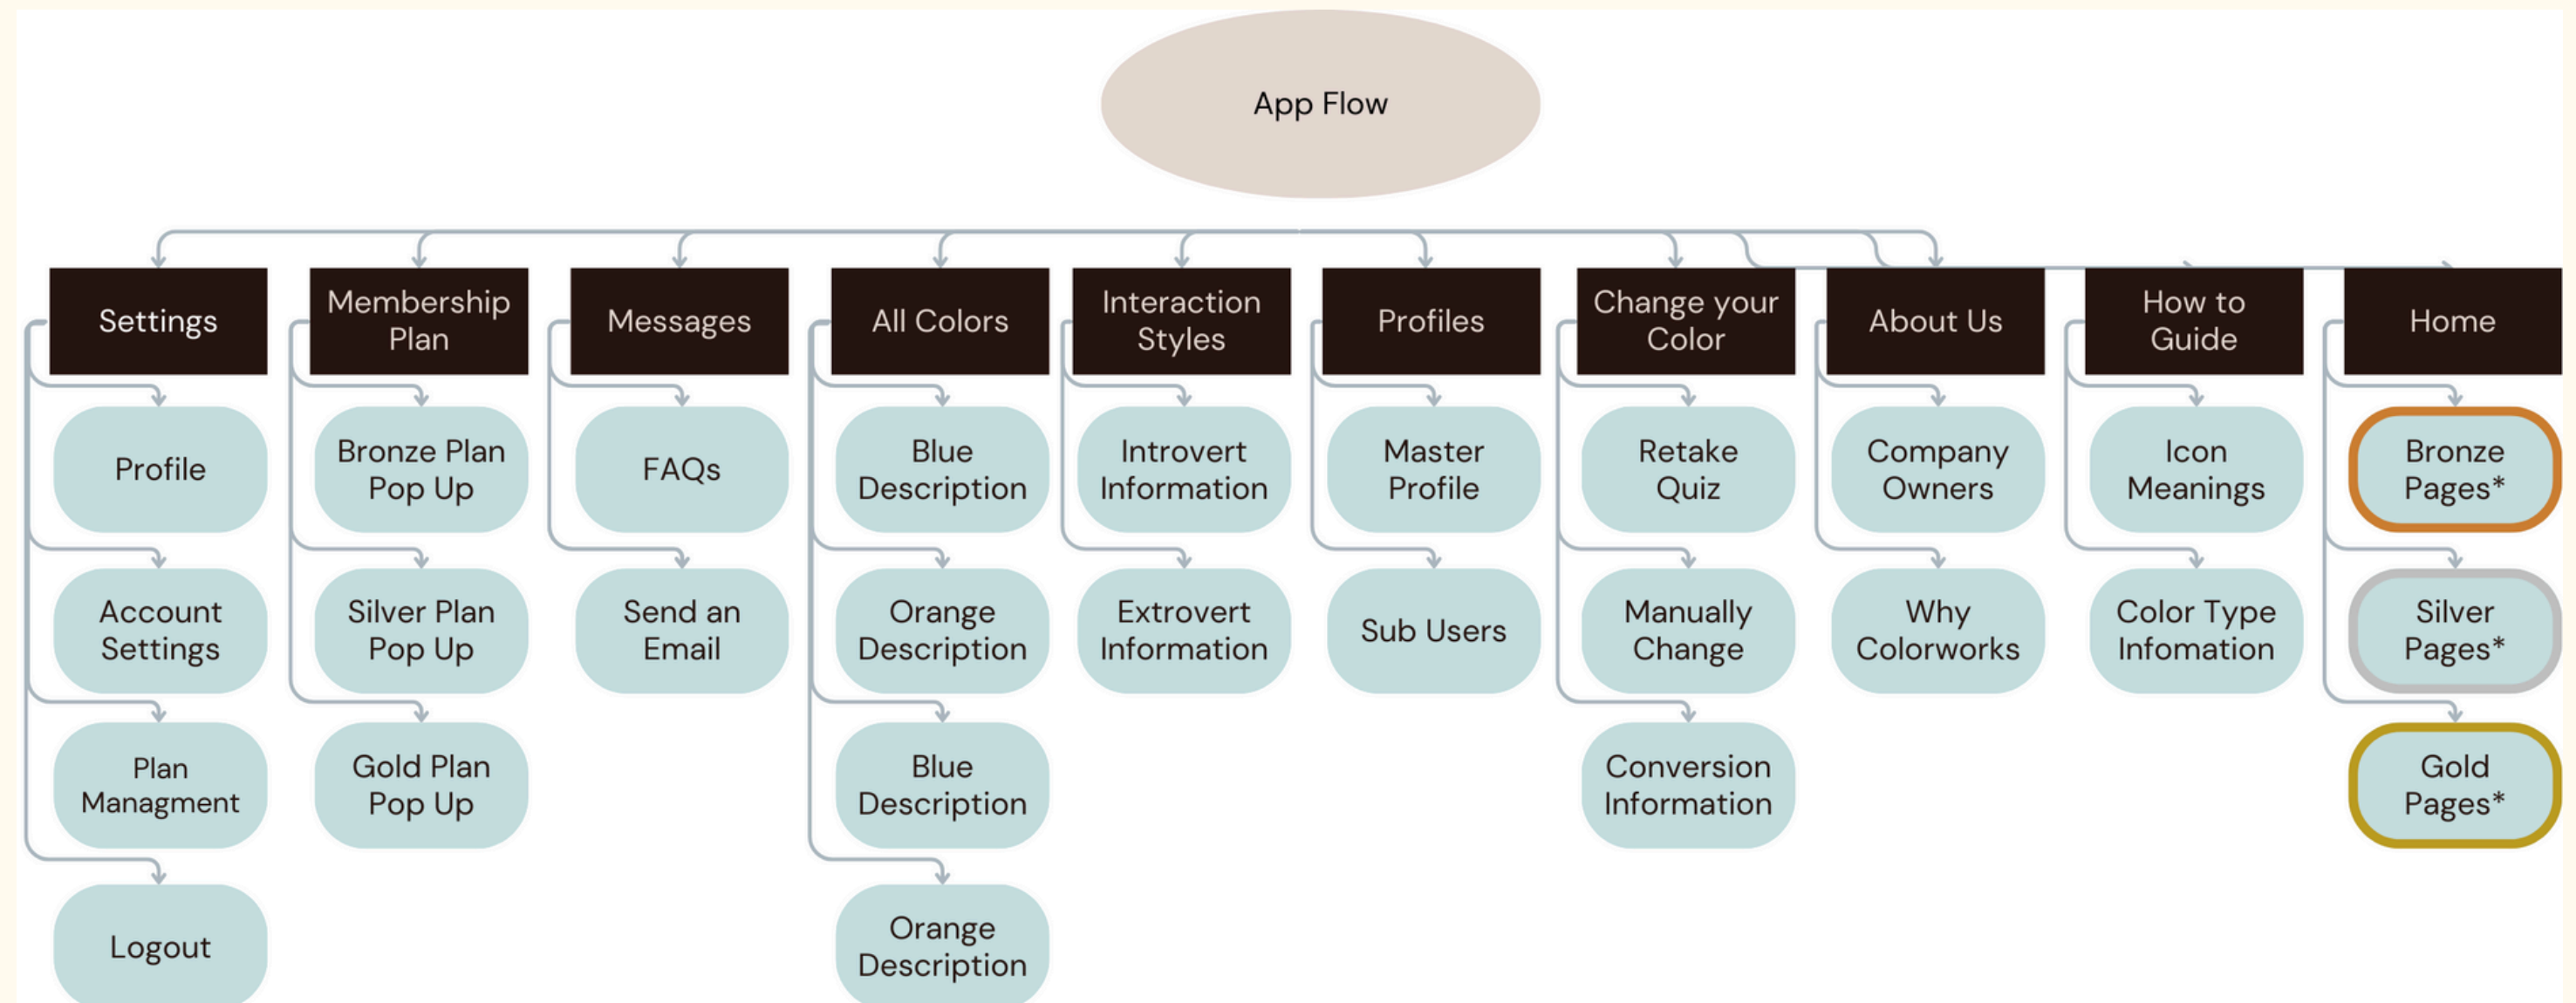 App Flow
Settings
Membership
Plan
Messages
All Colors
Interaction
Styles
Profiles
Change your
Color
About Us
How to
Guide
Home
Profile
Bronze Plan
Pop Up
FAQs
Blue
Description
Introvert
Information
Master
Profile
Retake
Quiz
Company
Owners
Icon
Meanings
Bronze
Pages*
Account
Settings
Silver Plan
Pop Up
Send an
Email
Orange
Description
Extrovert
Information
Sub Users
Manually
Change
Why
Colorworks
Color Type
Infomation
Silver
Pages*
Plan
Managment
Gold Plan
Pop Up
Blue
Description
Conversion
Information
Gold
Pages*
Logout
Orange
Description